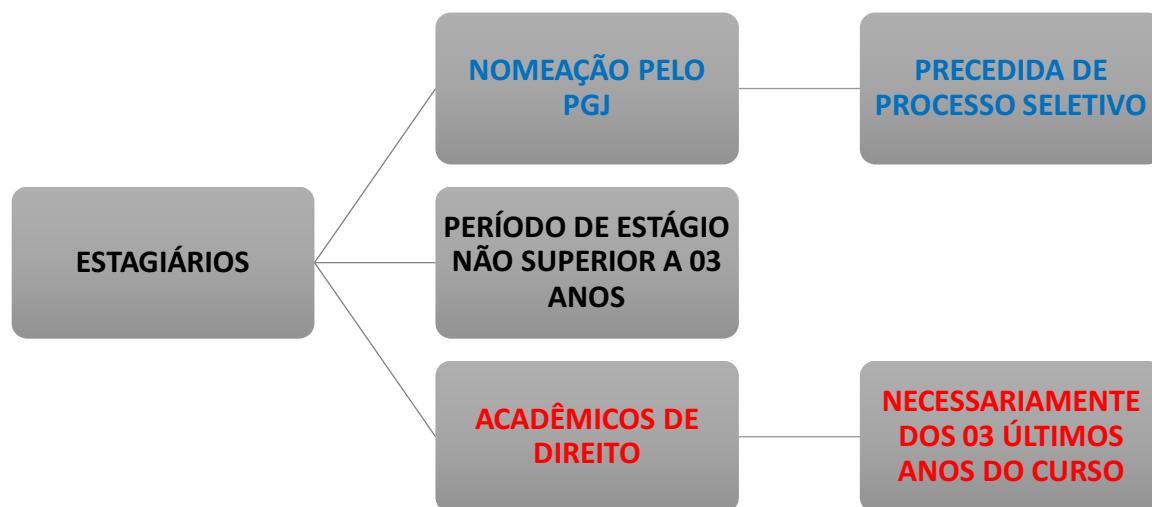 NOMEAÇÃO PELO
PGJ
PRECEDIDA DE
PROCESSO SELETIVO
ESTAGIÁRIOS
PERÍODO DE ESTÁGIO
NÃO SUPERIOR A 03
ANOS
ACADÊMICOS DE
DIREITO
NECESSARIAMENTE
DOS 03 ÚLTIMOS
ANOS DO CURSO